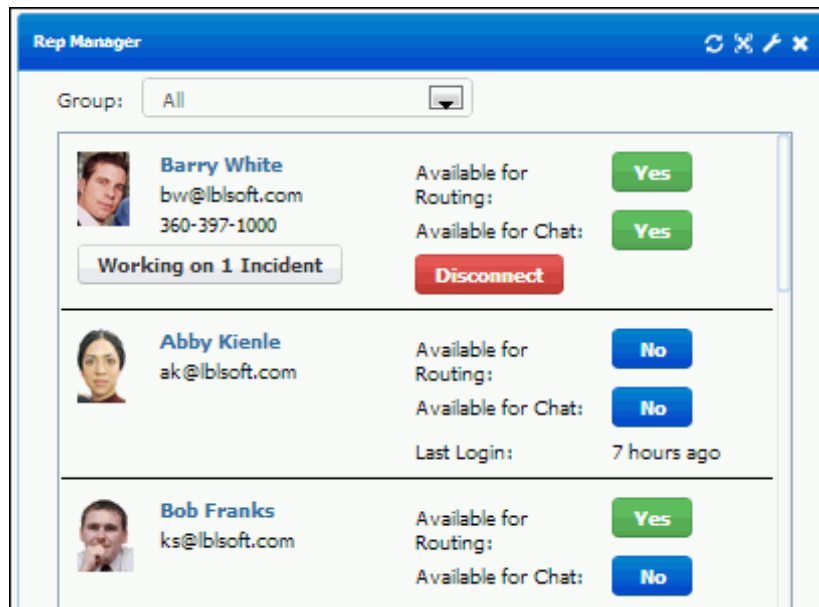 Rep Manager
Group: All
Barry White
bw@lblsoft.com
360-397-1000
Working on 1 Incident
Available for
Routing:
Yes
Available for Chat: Yes
Disconnect
Abby Kienle
ak@lblsoft.com
Available for
Routing:
No
Available for Chat: No
Last Login: 7 hours ago
Bob Franks
ks@lblsoft.com
Available for
Routing:
Yes
Available for Chat: No